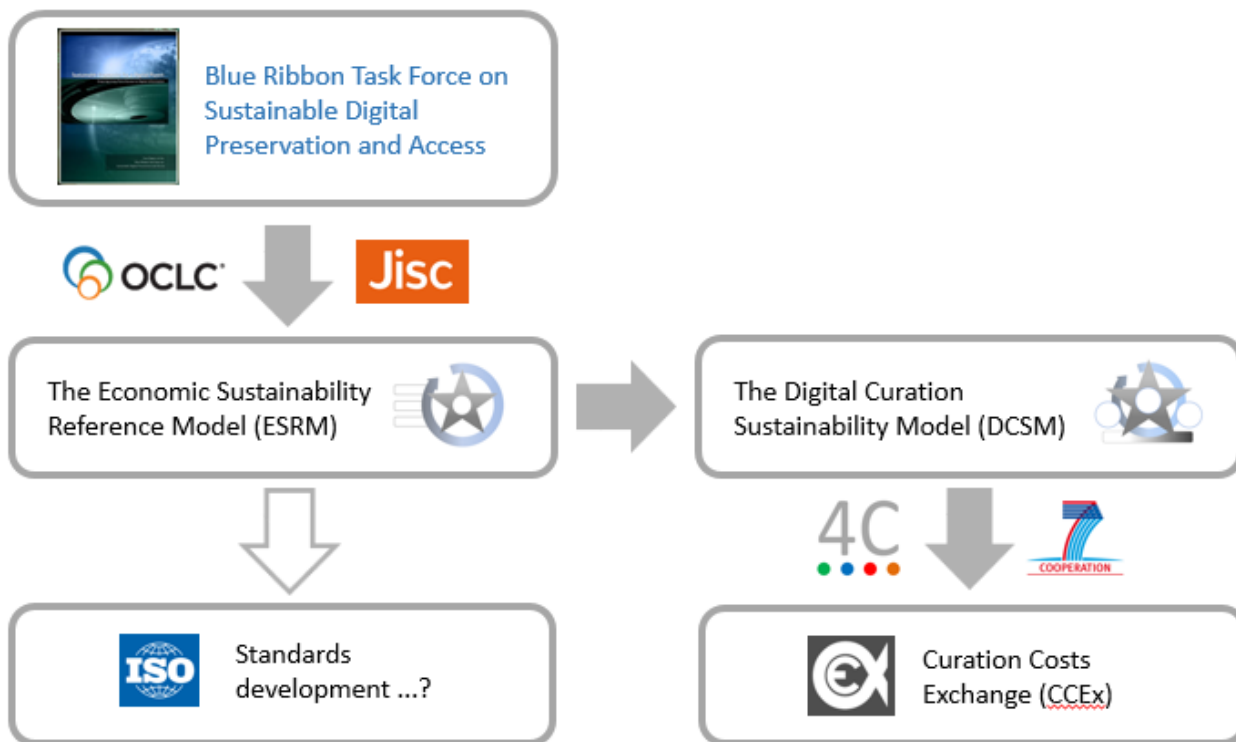 Blue Ribbon Task Force on
Sustainable Digital
Preservation and Access
OCLC
Jisc
The Economic Sustainability
Reference Model (ESRM)
The Digital Curation
Sustainability Model (DCSM)
4C
7
COOPERATION
ISO
Standards
development ...?
Curation Costs
Exchange (CCEx)